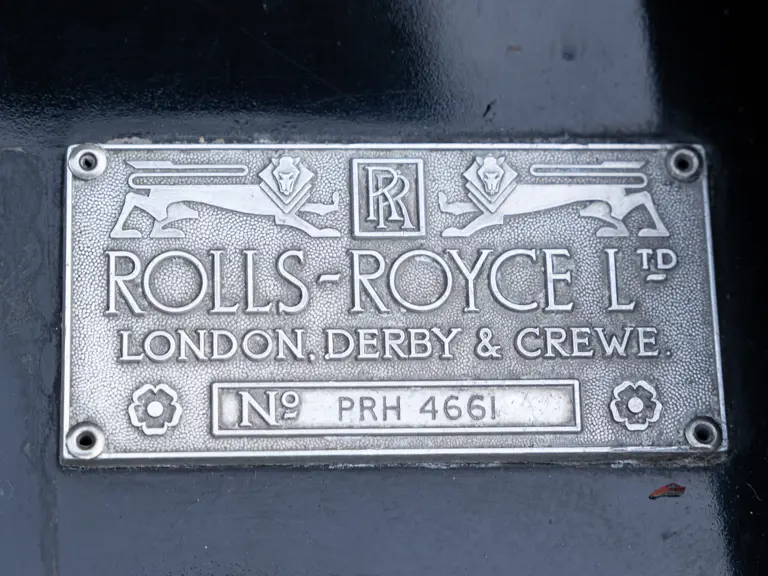 RR
ROLLS-ROYCE LTD
LONDON, DERBY & CREWE.
No PRH 4661